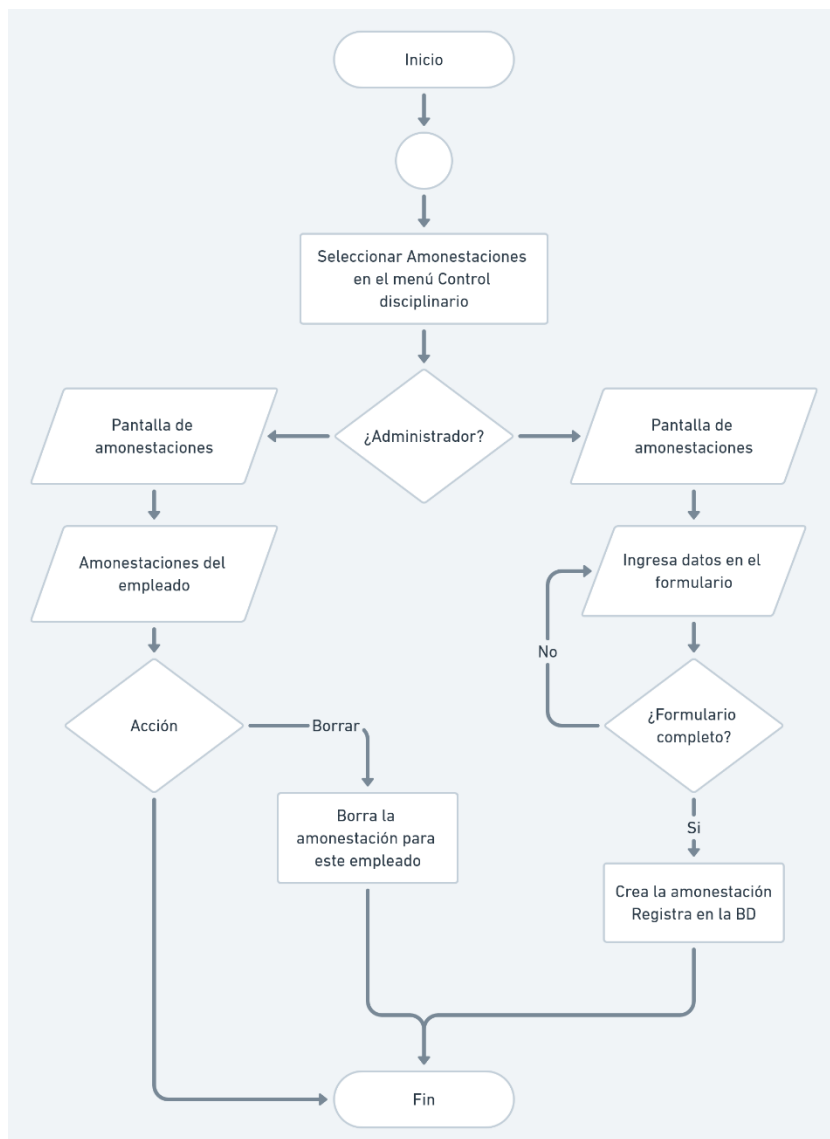 Inicio
Seleccionar Amonestaciones
en el menú Control
disciplinario
¿Administrador?
Pantalla de
amonestaciones
Pantalla de
amonestaciones
Amonestaciones del
empleado
Ingresa datos en el
formulario
No
Acción
Borrar
¿Formulario
completo?
Borra la
amonestación para
este empleado
Si
Crea la amonestación
Registra en la BD
Fin